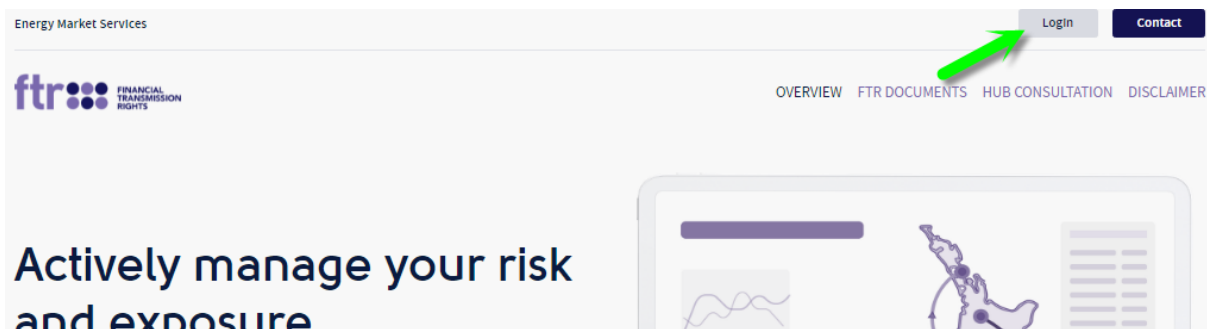 Energy Market Services
Login
Contact
ftr
FINANCIAL
TRANSMISSION
RIGHTS
OVERVIEW FTR DOCUMENTS HUB CONSULTATION DISCLAIMER
Actively manage your risk
and exposure